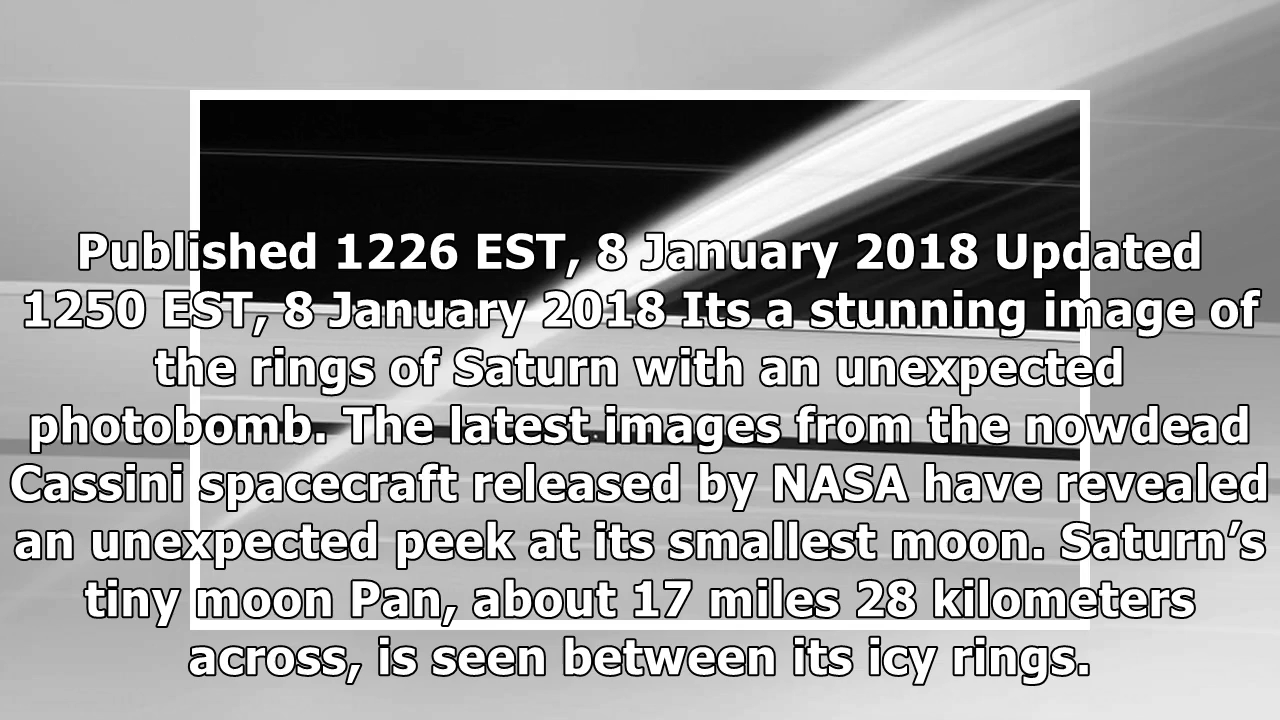 Published 1226 EST, 8 January 2018 Updated
1250 EST, 8 January 2018 Its a stunning image of
the rings of Saturn with an unexpected
photobomb. The latest images from the nowdead
Cassini spacecraft released by NASA have revealed
an unexpected peek at its smallest moon. Saturn’s
tiny moon Pan, about 17 miles 28 kilometers
across, is seen between its icy rings.